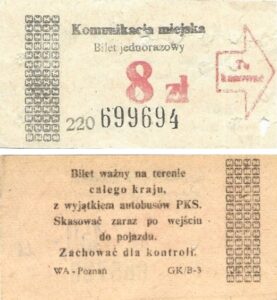 Komunikacja miejska
Bilet jednorazowy
8 zł
Tu
kasować
220 699694
Bilet ważny na terenie
całego kraju,
z wyjątkiem autobusów PKS.
Skasować zaraz po wejściu
do pojazdu.
Zachować dla kontroli.
WA - Poznań GK/B-3